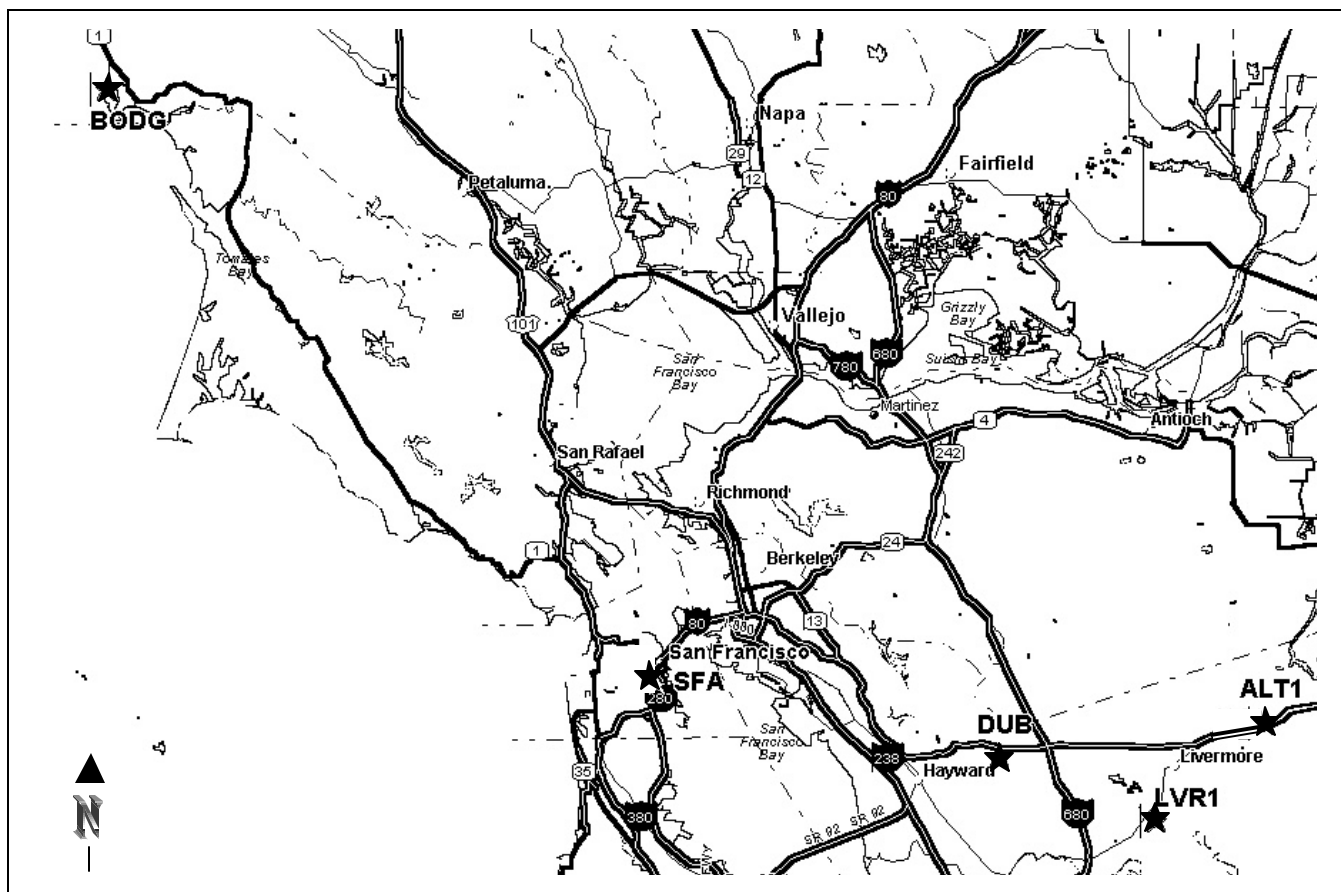 1
BODG
Napa
29
12
Fairfield
80
Petaluma
Tomales
Bay
101
Vallejo
Grizzly
Bay
San
Francisco
Bay
780
680
Suisun Bay
Martinez
4
Antioch
242
San Rafael
Richmond
1
24
Berkeley
80
13
San Francisco
SFA
280
ALT1
DUB
San
Francisco
Bay
238
Hayward
Livermore
35
LVR1
N
380
680
SR 92 SR 92